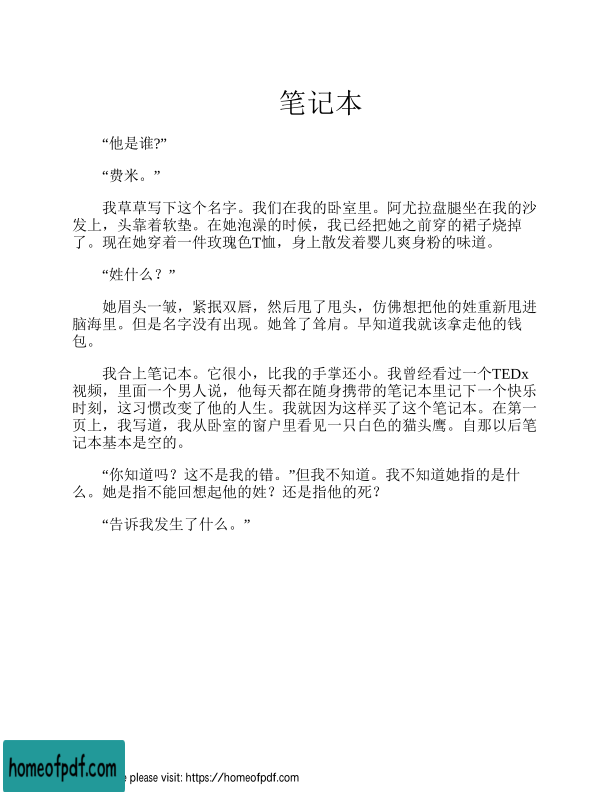 笔记本
“他是谁?”
“费米。”
我草草写下这个名字。我们在我的卧室里。阿尤拉盘腿坐在我的沙
发上，头靠着软垫。在她泡澡的时候，我已经把她之前穿的裙子烧掉
了。现在她穿着一件玫瑰色T恤，身上散发着婴儿爽身粉的味道。
“姓什么？”
她眉头一皱，紧抿双唇，然后甩了甩头，仿佛想把他的姓重新甩进
脑海里。但是名字没有出现。她耸了耸肩。早知道我就该拿走他的钱
包。
我合上笔记本。它很小，比我的手掌还小。我曾经看过一个TEDx
视频，里面一个男人说，他每天都在随身携带的笔记本里记下一个快乐
时刻，这习惯改变了他的人生。我就因为这样买了这个笔记本。在第一
页上，我写道，我从卧室的窗户里看见一只白色的猫头鹰。自那以后笔
记本基本是空的。
“你知道吗？这不是我的错。”但我不知道。我不知道她指的是什
么。她是指不能回想起他的姓？还是指他的死？
“告诉我发生了什么。”
homeofpdf.com
e please visit: https://homeofpdf.com